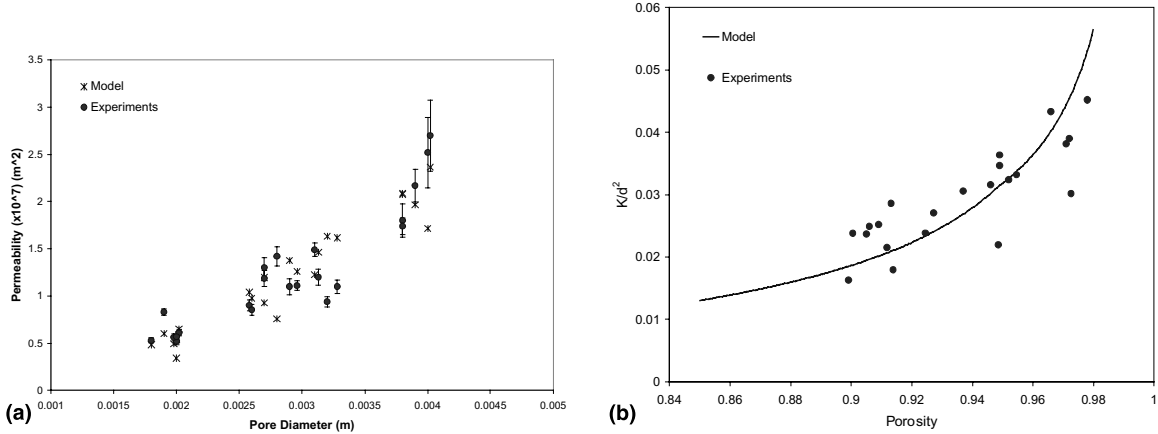 3.5
3
2.5
2
1.5
1
0.5
0
Permeability (x10^7) (m^2)
Model
Experiments
0.001 0.0015 0.002 0.0025 0.003 0.0035 0.004 0.0045 0.005
Pore Diameter (m)
(a)
0.06
0.05
0.04
0.03
0.02
0.01
0
K/d²
Model
Experiments
0.84 0.86 0.88 0.9 0.92 0.94 0.96 0.98 1
Porosity
(b)